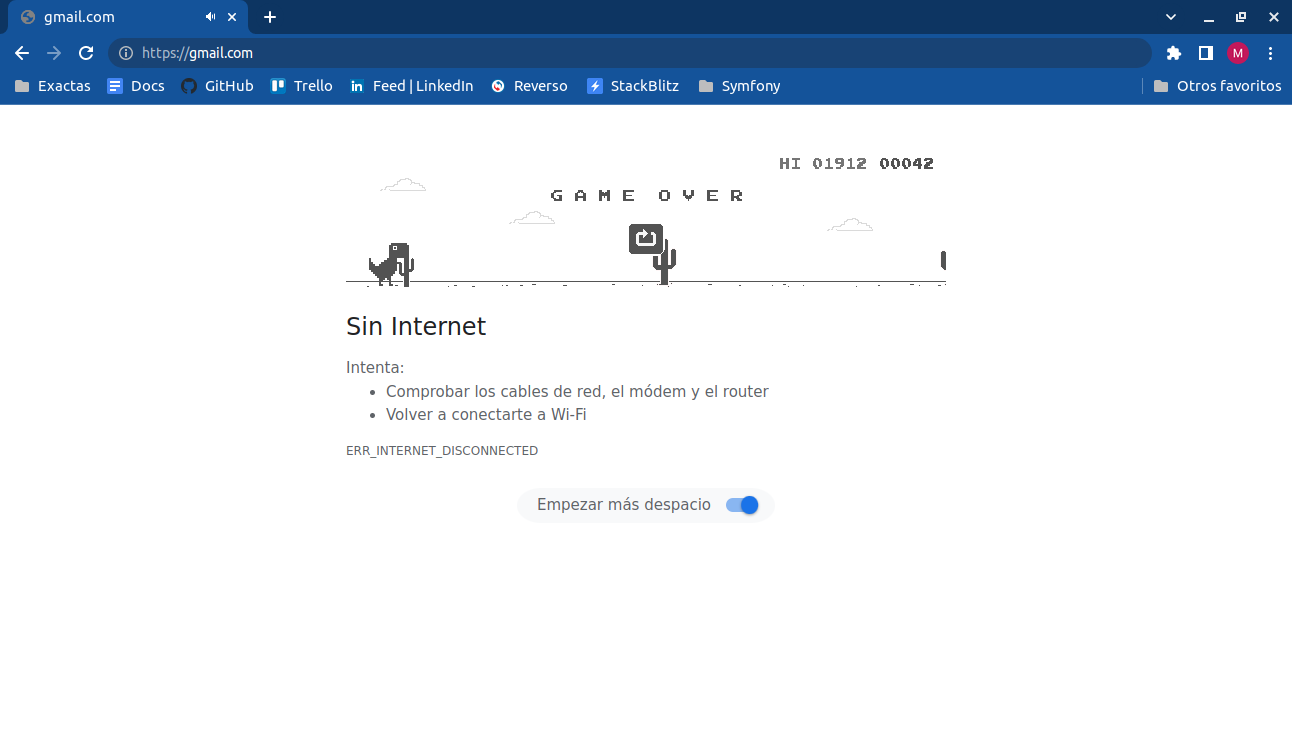 gmail.com
https://gmail.com
M
Exactas Docs GitHub Trello Feed | LinkedIn Reverso StackBlitz Symfony Otros favoritos
HI 01912 00042
GAME OVER
Sin Internet
Intenta:
• Comprobar los cables de red, el módem y el router
• Volver a conectarte a Wi-Fi
ERR_INTERNET_DISCONNECTED
Empezar más despacio